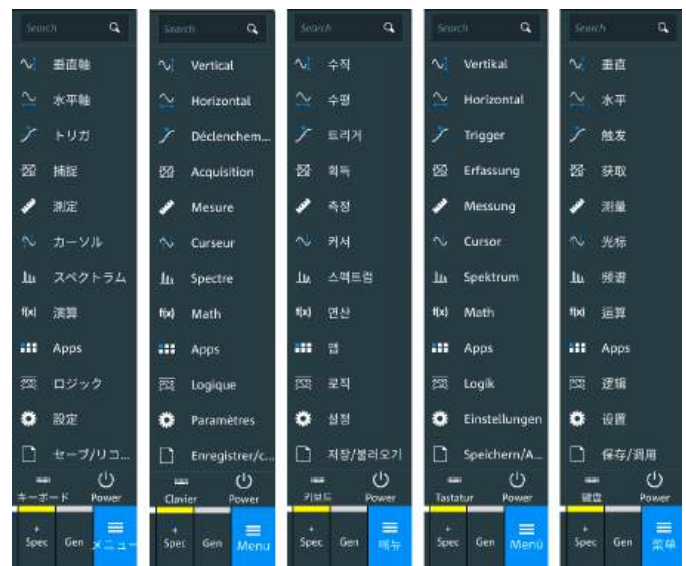 Search
垂直軸
水平軸
トリガ
捕捉
測定
カーソル
スペクトラム
f(x) 演算
Apps
ロジック
設定
セーブ/リコ...
キーボード Power
+
Spec Gen メニュー
Search
Vertical
Horizontal
Déclenchem...
Acquisition
Mesure
Curseur
Spectre
f(x) Math
Apps
Logique
Paramètres
Enregistrer/c...
Clavier Power
+
Spec Gen Menu
Search
수직
수평
트리거
획득
측정
커서
스펙트럼
f(x) 연산
앱
로직
설정
저장/불러오기
키보드 Power
+
Spec Gen 메뉴
Search
Vertikal
Horizontal
Trigger
Erfassung
Messung
Cursor
Spektrum
f(x) Math
Apps
Logik
Einstellungen
Speichern/A...
Tastatur Power
+
Spec Gen Menü
Search
垂直
水平
触发
获取
测量
光标
频谱
f(x) 运算
Apps
逻辑
设置
保存/调用
键盘 Power
+
Spec Gen 菜单